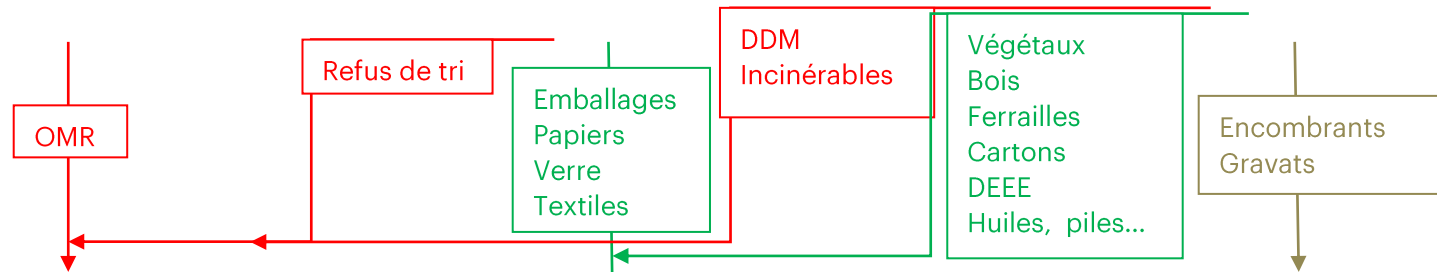 OMR
Refus de tri
Emballages
Papiers
Verre
Textiles
DDM
Incinérables
Végétaux
Bois
Ferrailles
Cartons
DEEE
Huiles, piles...
Encombrants
Gravats